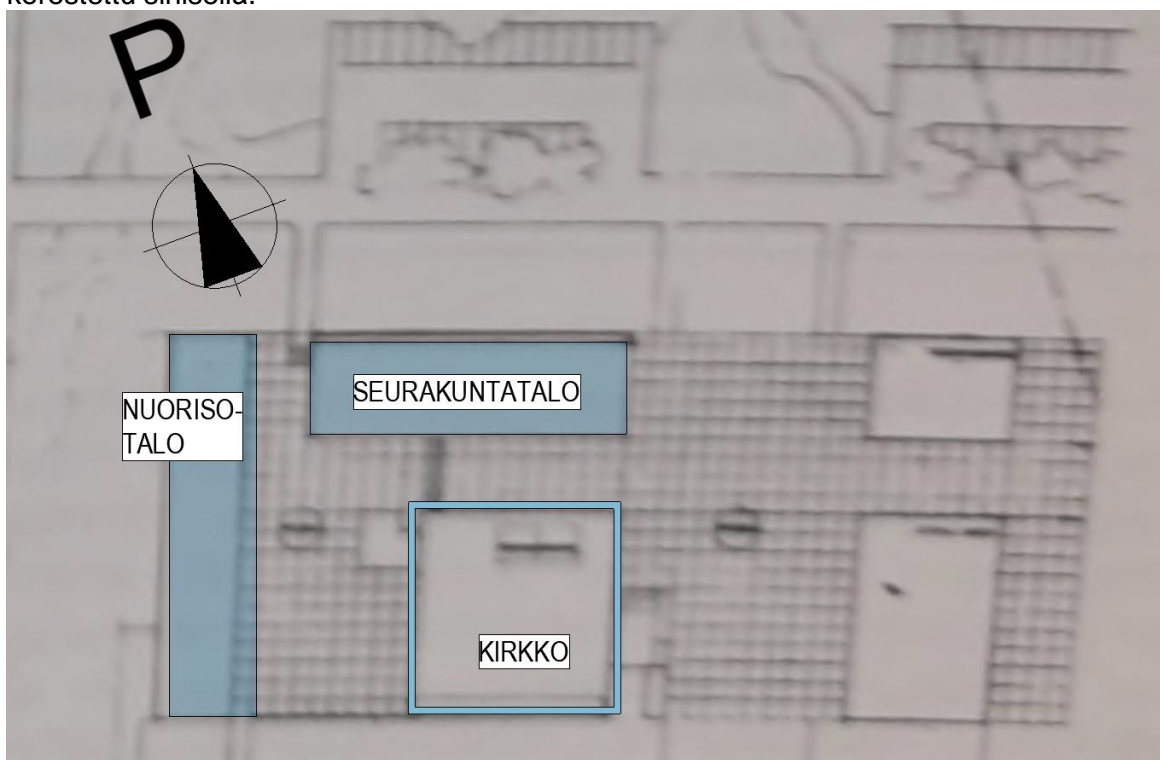 korostettu sinisellä.
P
SEURAKUNTATALO
NUORISO-
TALO
KIRKKO